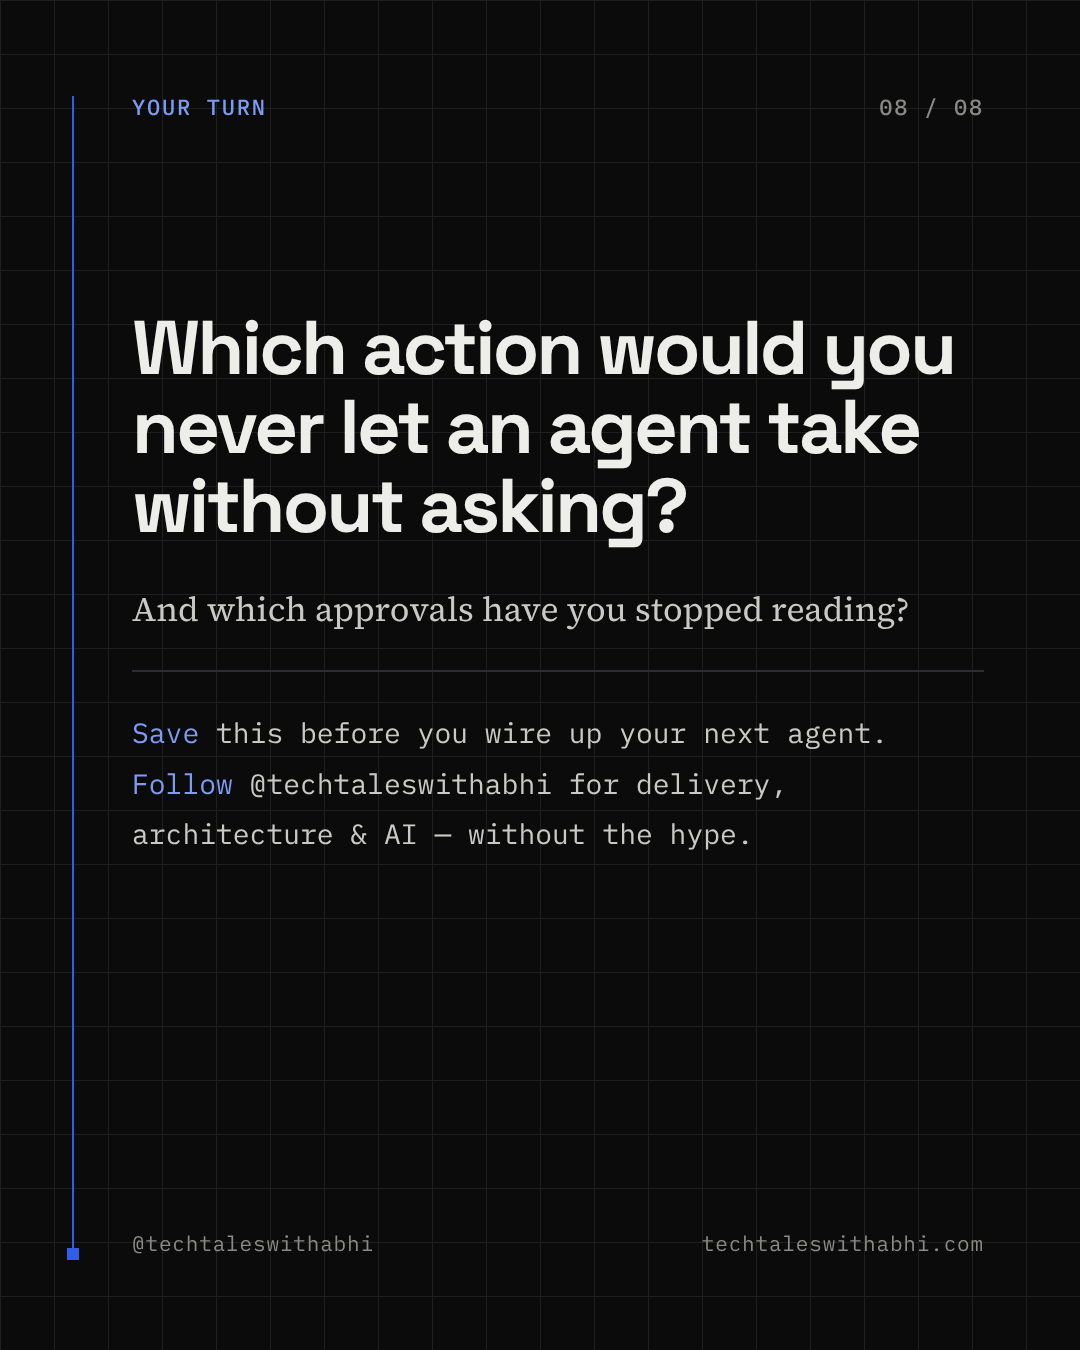 YOUR TURN
08 / 08
Which action would you
never let an agent take
without asking?
And which approvals have you stopped reading?
Save this before you wire up your next agent.
Follow @techtaleswithabhi for delivery,
architecture & AI — without the hype.
@techtaleswithabhi
techtaleswithabhi.com